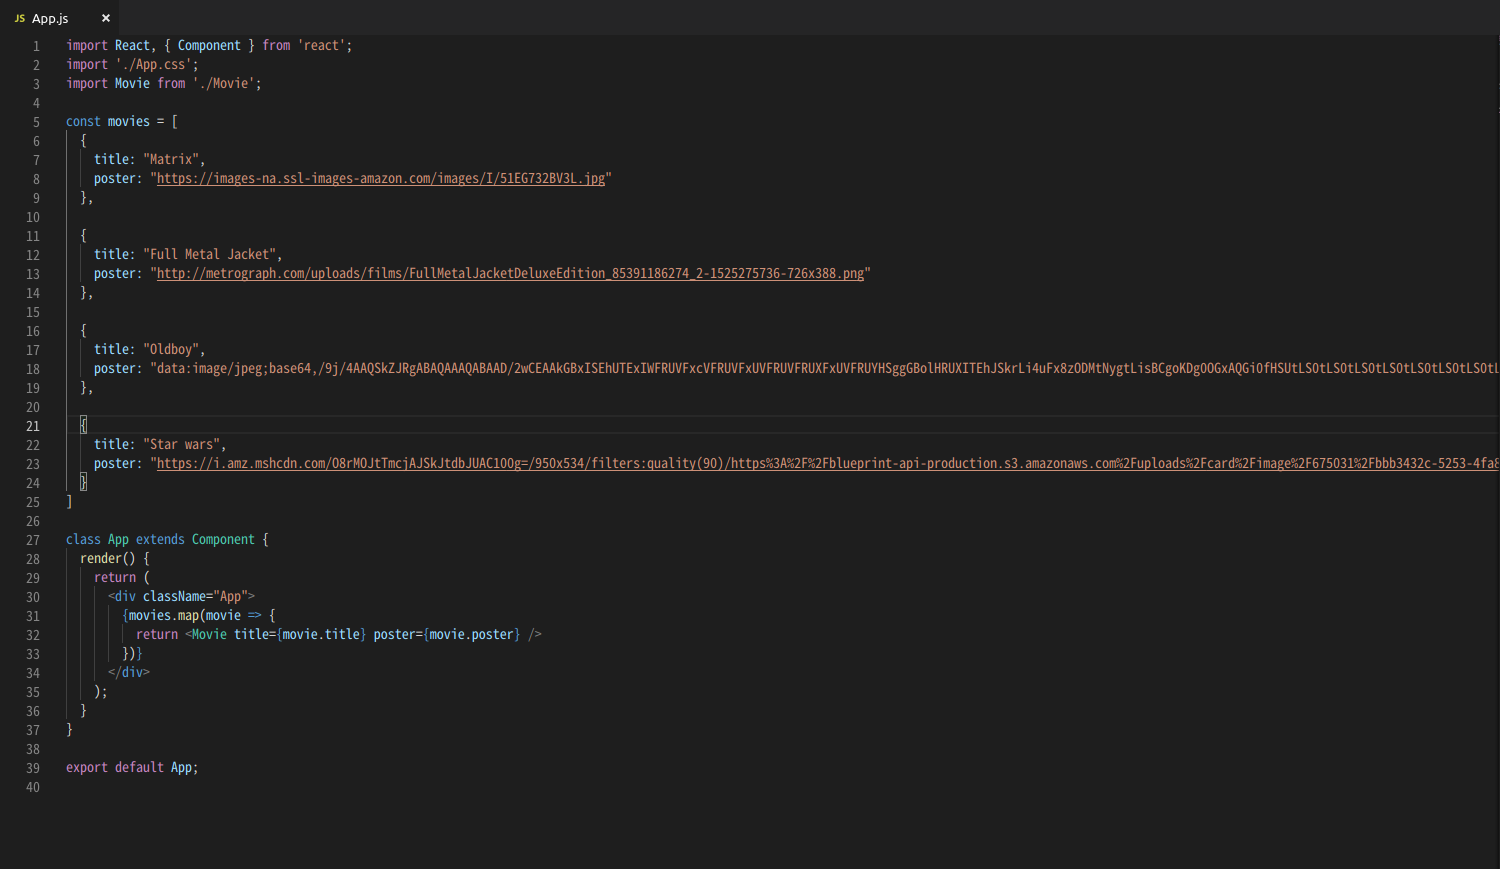 JS App.js ×
1 import React, { Component } from 'react';
2 import './App.css';
3 import Movie from './Movie';
4
5 const movies = [
6 {
7 title: "Matrix",
8 poster: "https://images-na.ssl-images-amazon.com/images/I/51EG732BV3L.jpg"
9 },
10
11 {
12 title: "Full Metal Jacket",
13 poster: "http://metrograph.com/uploads/films/FullMetalJacketDeluxeEdition_85391186274_2-1525275736-726x388.png"
14 },
15
16 {
17 title: "Oldboy",
18 poster: "data:image/jpeg;base64,/9j/4AAQSkZJRgABAQAAAQABAAD/2wCEAAkGBxISEhUTExIWFRUVFxcVFRUVFxUVFRUVFRUXFxUVFRUYHSggGBolHRUXITEhJSkrLi4uFx8zODMtNygtLisBCgoKDg0OGxAQGi0fHSUtLS0tLS0tLS0tLS0tLS0tLS0tL
19 },
20
21 {
22 title: "Star wars",
23 poster: "https://i.amz.mshcdn.com/O8rMOJtTmcjAJSkJtdbJUAC10Og=/950x534/filters:quality(90)/https%3A%2F%2Fblueprint-api-production.s3.amazonaws.com%2Fuploads%2Fcard%2Fimage%2F675031%2Fbbb3432c-5253-4fa8
24 }
25 ]
26
27 class App extends Component {
28 render() {
29 return (
30 <div className="App">
31 {movies.map(movie => {
32 return <Movie title={movie.title} poster={movie.poster} />
33 })}
34 </div>
35 );
36 }
37 }
38
39 export default App;
40